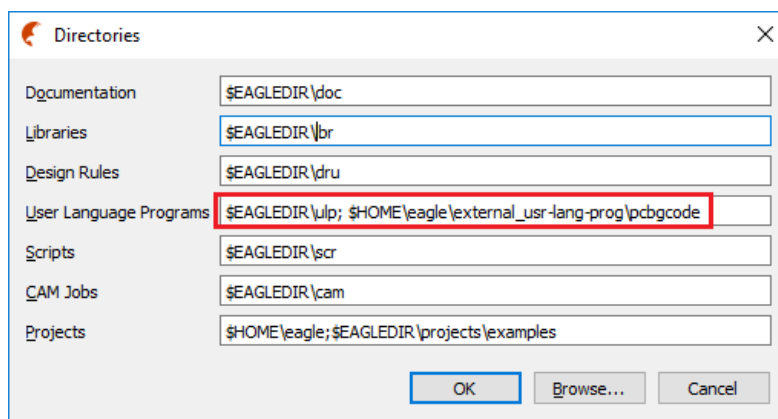 Directories
Documentation $EAGLEDIR\doc
Libraries $EAGLEDIR\lbr
Design Rules $EAGLEDIR\dru
User Language Programs $EAGLEDIR\ulp; $HOME\eagle\external_usr-lang-prog\pcbgcode
Scripts $EAGLEDIR\scr
CAM Jobs $EAGLEDIR\cam
Projects $HOME\eagle;$EAGLEDIR\projects\examples
OK Browse... Cancel